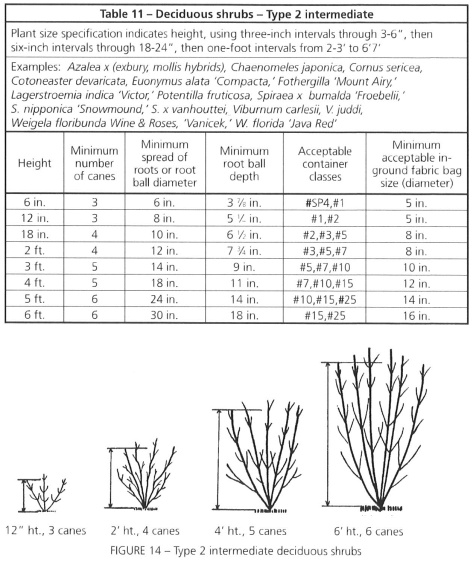 Table 11 – Deciduous shrubs – Type 2 intermediate
Plant size specification indicates height, using three-inch intervals through 3-6”, then
six-inch intervals through 18-24”, then one-foot intervals from 2-3’ to 6’7’
Examples: Azalea x (exbury, mollis hybrids), Chaenomeles japonica, Cornus sericea,
Cotoneaster devaricata, Euonymus alata ‘Compacta,’ Fothergilla ‘Mount Airy,’
Lagerstroemia indica ‘Victor,’ Potentilla fruticosa, Spiraea x bumalda ‘Froebelii,’
S. nipponica ‘Snowmound,’ S. x vanhouttei, Viburnum carlesii, V. juddi,
Weigela floribunda Wine & Roses, ‘Vanicek,’ W. florida ‘Java Red’
Height | Minimum number of canes | Minimum spread of roots or root ball diameter | Minimum root ball depth | Acceptable container classes | Minimum acceptable in-ground fabric bag size (diameter)
6 in. | 3 | 6 in. | 3 in. | #SP4,#1 | 5 in.
12 in. | 3 | 8 in. | 5 in. | #1,#2 | 5 in.
18 in. | 4 | 10 in. | 6 ½ in. | #2,#3,#5 | 8 in.
2 ft. | 4 | 12 in. | 7 in. | #3,#5,#7 | 8 in.
3 ft. | 5 | 14 in. | 9 in. | #5,#7,#10 | 10 in.
4 ft. | 5 | 18 in. | 11 in. | #7,#10,#15 | 12 in.
5 ft. | 6 | 24 in. | 14 in. | #10,#15,#25 | 14 in.
6 ft. | 6 | 30 in. | 18 in. | #15,#25 | 16 in.
12” ht., 3 canes 2’ ht., 4 canes 4’ ht., 5 canes 6’ ht., 6 canes
FIGURE 14 – Type 2 intermediate deciduous shrubs